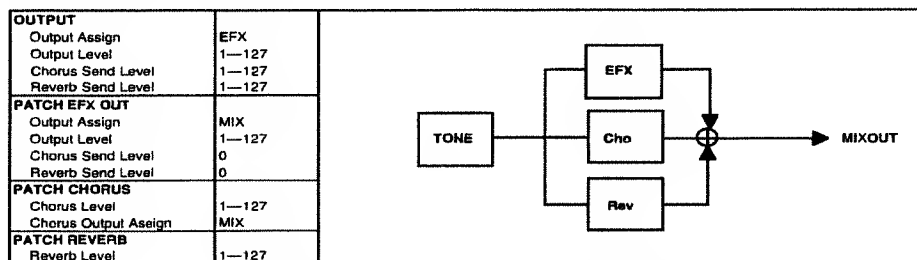 OUTPUT
Output Assign EFX
Output Level 1—127
Chorus Send Level 1—127
Reverb Send Level 1—127
PATCH EFX OUT
Output Assign MIX
Output Level 1—127
Chorus Send Level 0
Reverb Send Level 0
PATCH CHORUS
Chorus Level 1—127
Chorus Output Aseign MIX
PATCH REVERB
Reverb Level 1—127
EFX
TONE
Cho
MIXOUT
Rev